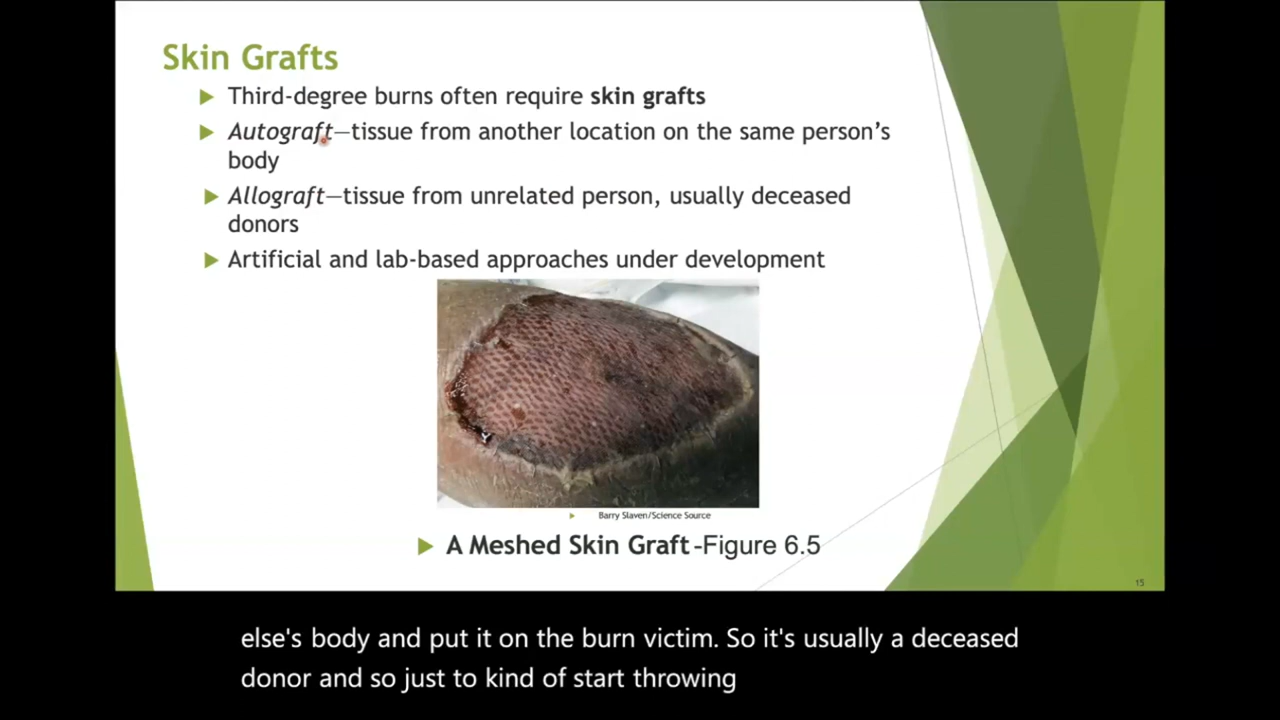 Skin Grafts
Third-degree burns often require skin grafts
Autograft—tissue from another location on the same person's
body
Allograft—tissue from unrelated person, usually deceased
donors
Artificial and lab-based approaches under development
Barry Slaven/Science Source
A Meshed Skin Graft-Figure 6.5
15
else's body and put it on the burn victim. So it's usually a deceased
donor and so just to kind of start throwing